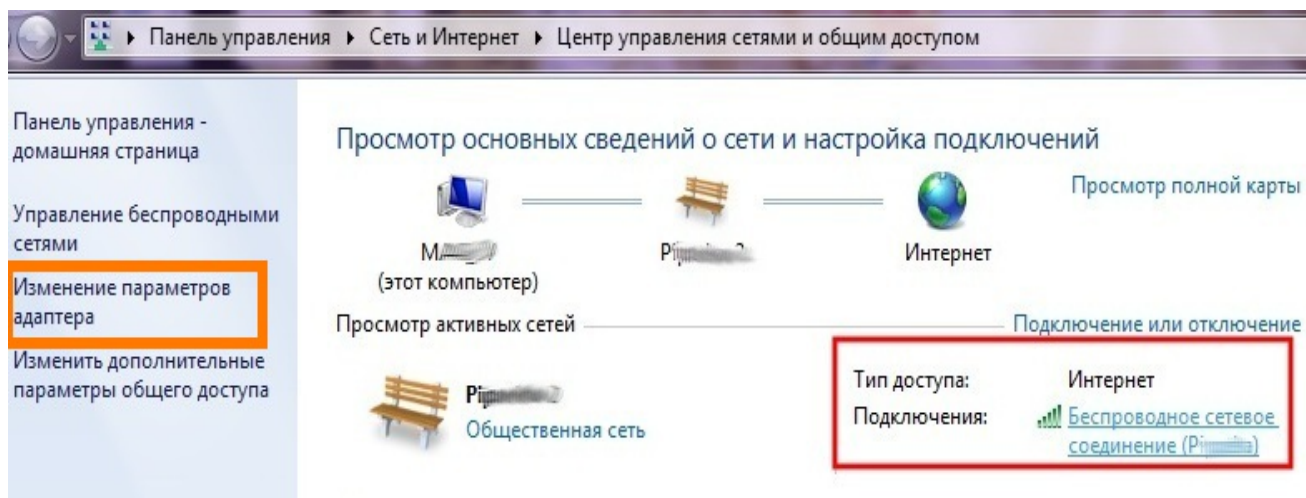 Панель управления ▸ Сеть и Интернет ▸ Центр управления сетями и общим доступом
Панель управления -
домашняя страница
Управление беспроводными
сетями
Изменение параметров
адаптера
Изменить дополнительные
параметры общего доступа
Просмотр основных сведений о сети и настройка подключений
Просмотр полной карты
(этот компьютер)
Интернет
Просмотр активных сетей
Подключение или отключение
Общественная сеть
Тип доступа: Интернет
Подключения: Беспроводное сетевое
соединение